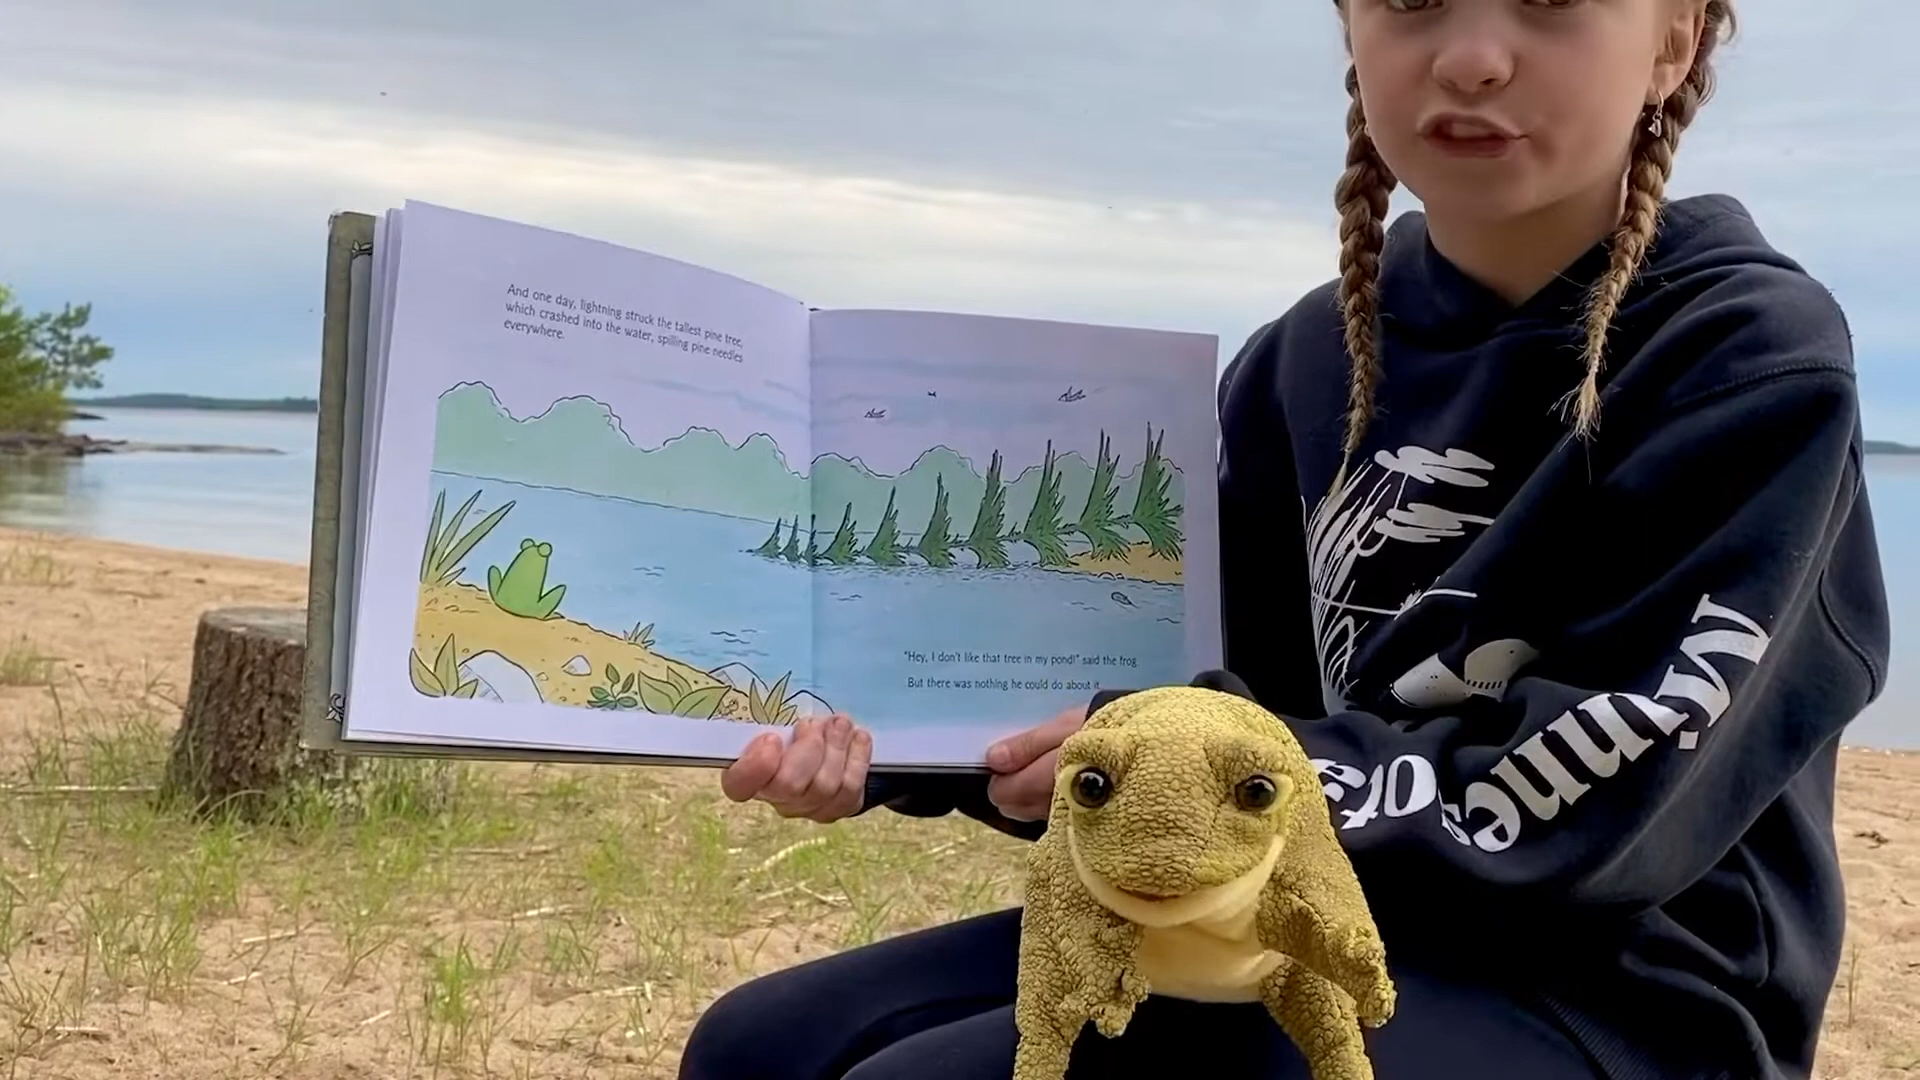 And one day, lightning struck the tallest pine tree,
which crashed into the water, spilling pine needles
everywhere.
"Hey, I don't like that tree in my pond!" said the frog.
But there was nothing he could do about it.